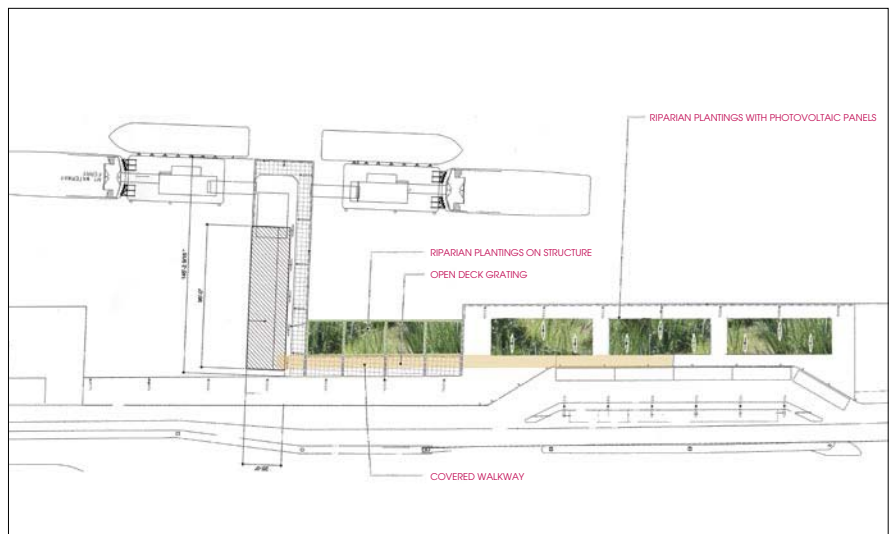 RIPARIAN PLANTINGS WITH PHOTOVOLTAIC PANELS
RIPARIAN PLANTINGS ON STRUCTURE
OPEN DECK GRATING
COVERED WALKWAY